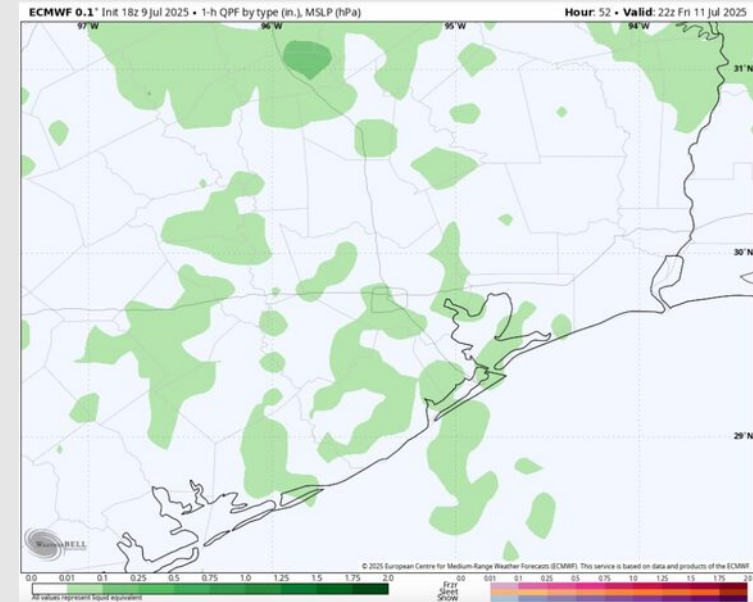 ECMWF 0.1° Init 18z 9 Jul 2025 • 1-h QPF by type (in.), MSLP (hPa)
Hour: 52 • Valid: 22z Fri 11 Jul 2025
97°W 96°W 95°W 94°W
31°N
30°N
29°N
WeatherBELL
© 2025 European Centre for Medium-Range Weather Forecasts (ECMWF). This service is based on data and products of the ECMWF
0.0 0.01 0.1 0.25 0.5 0.75 1.0 1.25 1.5 1.75 2.0
All values represent liquid equivalent
0.0 0.01 0.1 0.25 0.5 0.75 1.0 1.25 1.5 1.75 2.0
Frzr
Sleet
Snow